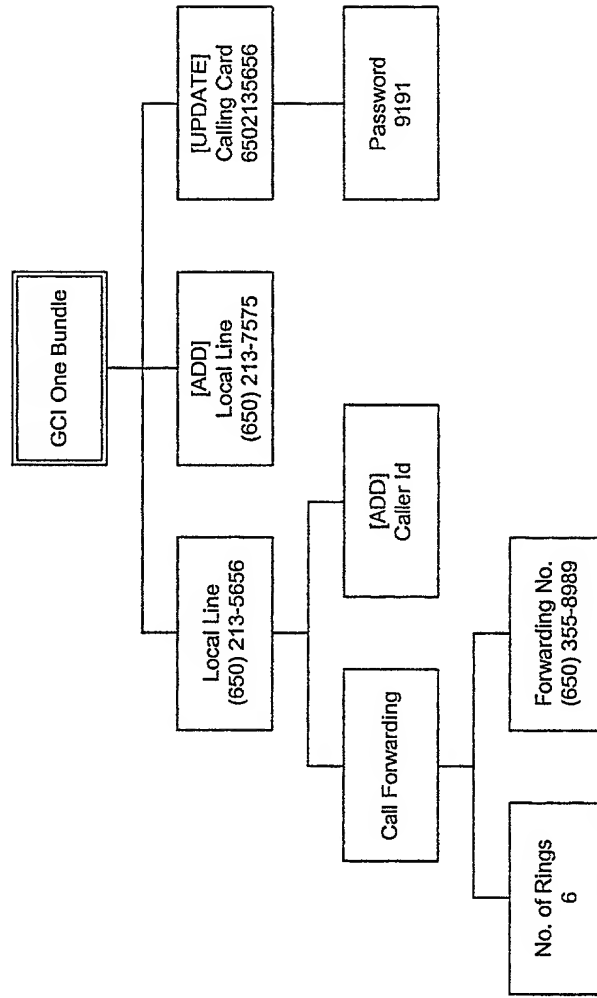 GCI One Bundle
Local Line
(650) 213-5656
[ADD]
Local Line
(650) 213-7575
[UPDATE]
Calling Card
6502135656
Call Forwarding
[ADD]
Caller Id
Password
9191
No. of Rings
6
Forwarding No.
(650) 355-8989